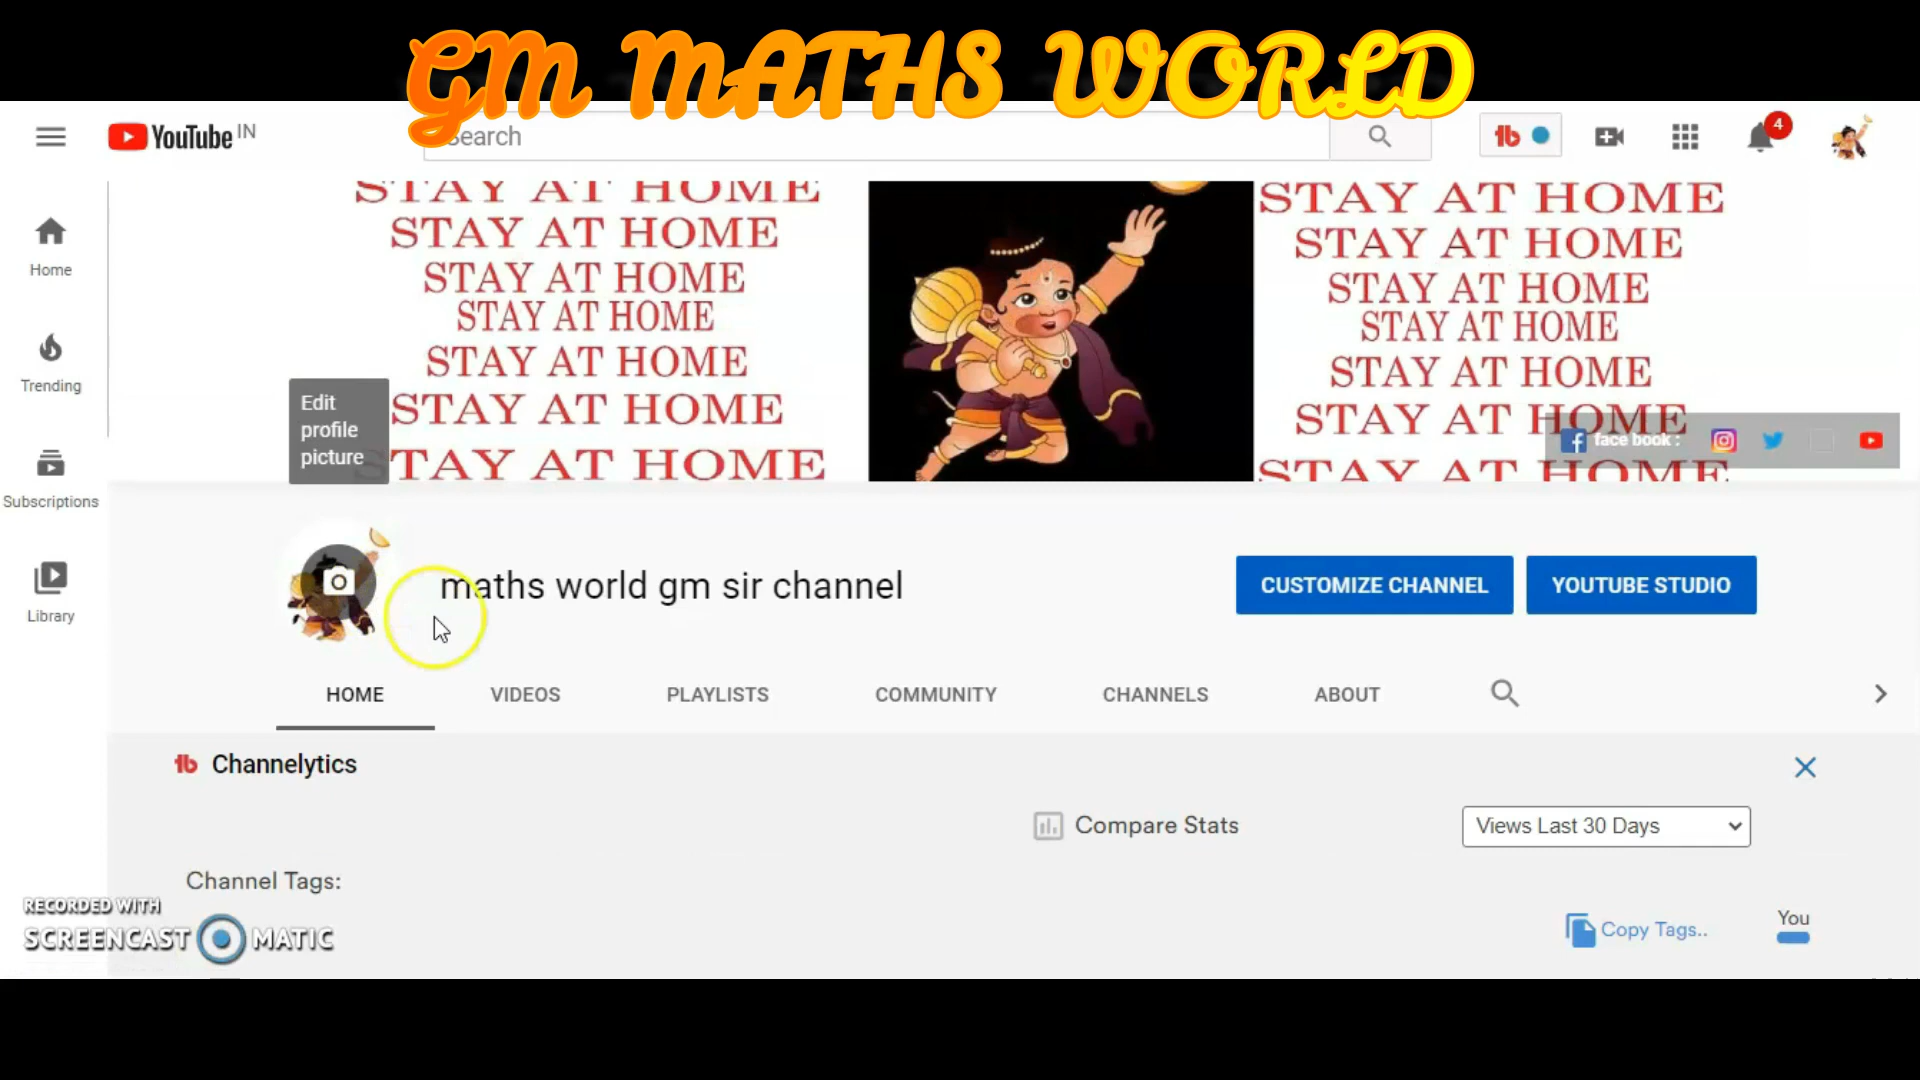 GM MATHS WORLD
YouTube IN
Search
4
Home
Trending
Subscriptions
Library
STAY AT HOME
STAY AT HOME
STAY AT HOME
STAY AT HOME
STAY AT HOME
STAY AT HOME
STAY AT HOME
STAY AT HOME
STAY AT HOME
STAY AT HOME
STAY AT HOME
STAY AT HOME
STAY AT HOME
STAY AT HOME
Edit
profile
picture
face book :
maths world gm sir channel
CUSTOMIZE CHANNEL
YOUTUBE STUDIO
HOME VIDEOS PLAYLISTS COMMUNITY CHANNELS ABOUT
Channelytics
Compare Stats
Views Last 30 Days
Channel Tags:
Copy Tags..
You
RECORDED WITH
SCREENCAST MATIC